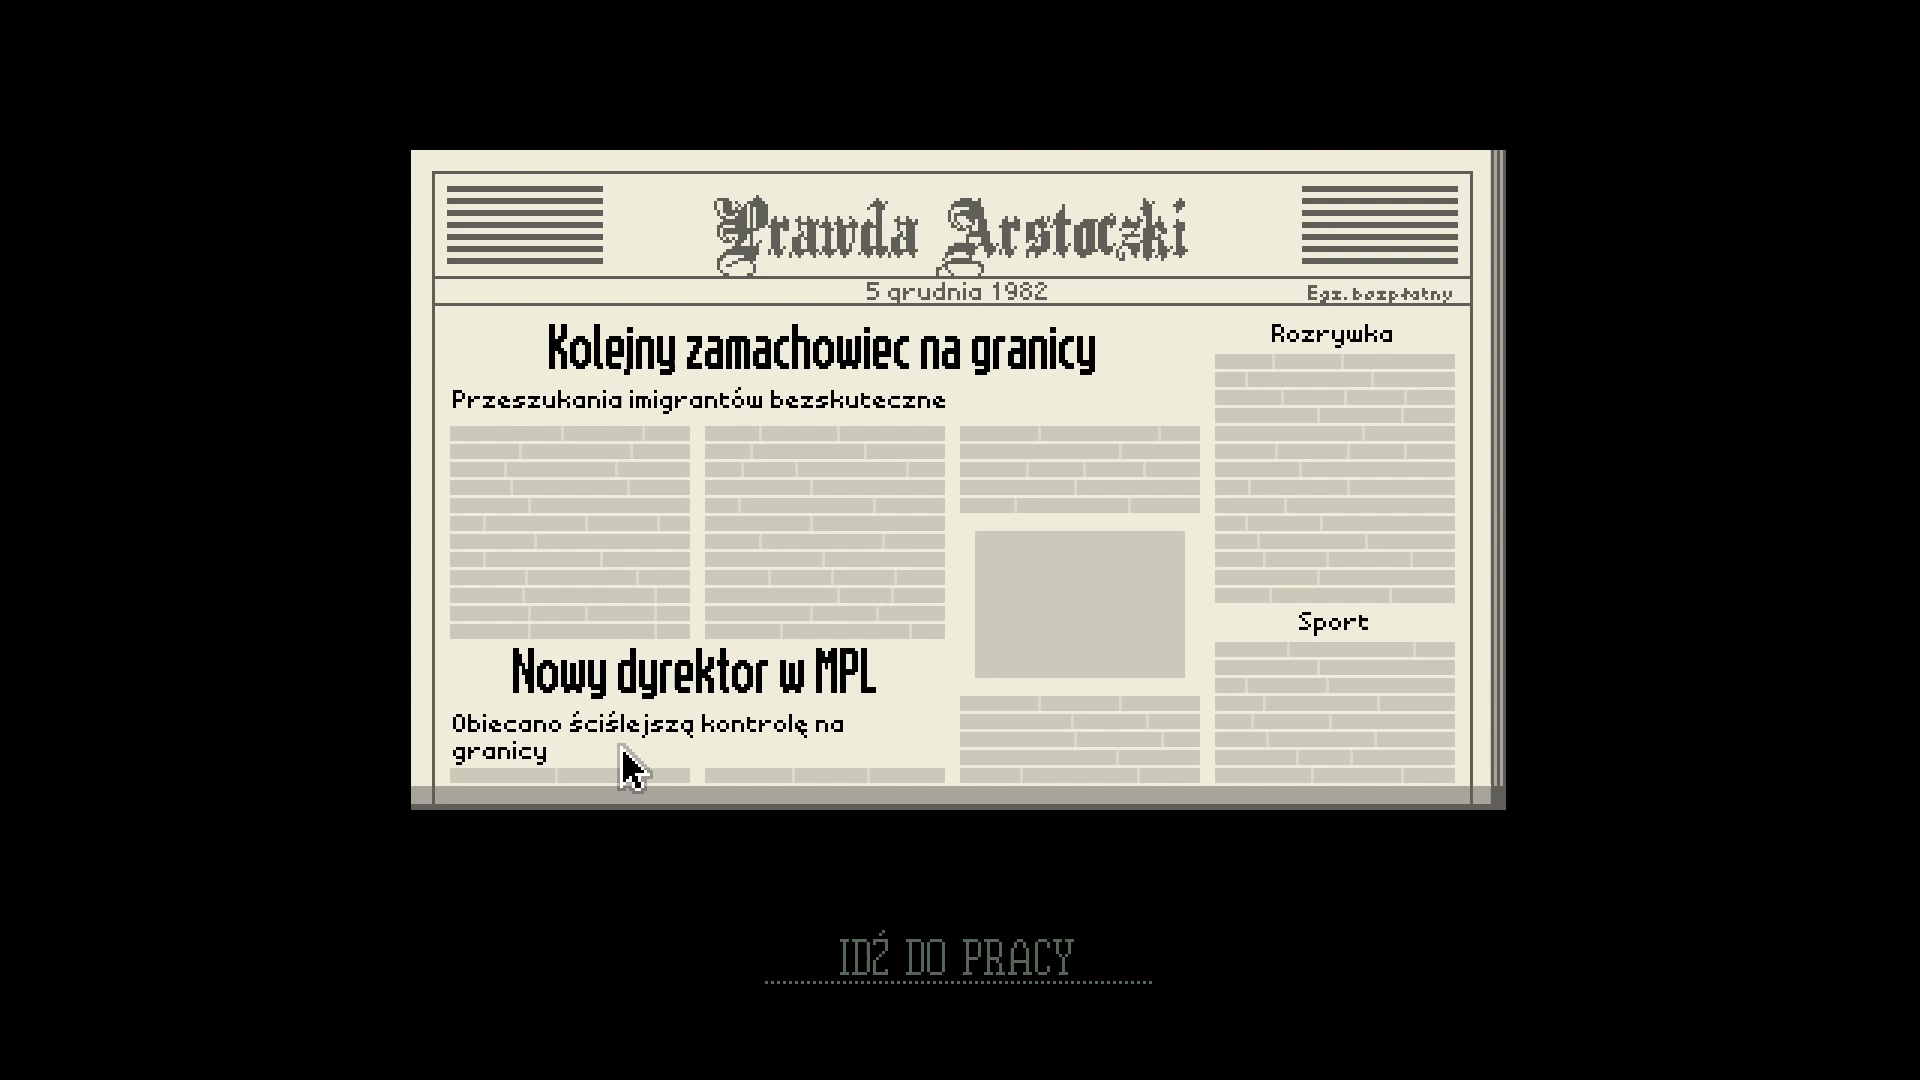 Prawda Arstoczki
5 grudnia 1982
Egz. bezpłatny
Kolejny zamachowiec na granicy
Przeszukania imigrantów bezskuteczne
Nowy dyrektor w MPL
Obiecano ściślejszą kontrolę na
granicy
Rozrywka
Sport
IDŹ DO PRACY